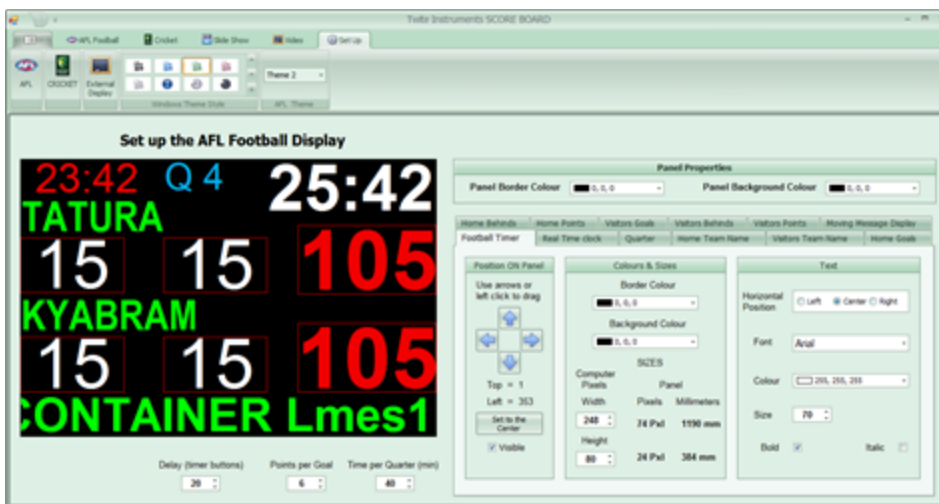 Twite Instruments SCORE BOARD
AFL Football Cricket Slide Show Video Set Up
AFL CRICKET External Display Theme 2
Windows Theme Style AFL Theme
Set up the AFL Football Display
23:42 Q 4 25:42
TATURA
15 15 105
KYABRAM
15 15 105
CONTAINER Lmes1
Delay (timer buttons) Points per Goal Time per Quarter (min)
20 6 40
Panel Properties
Panel Border Colour 0, 0, 0 Panel Background Colour 0, 0, 0
Home Behinds Home Points Visitors Goals Visitors Behinds Visitors Points Moving Message Display
Football Timer Real Time clock Quarter Home Team Name Visitors Team Name Home Goals
Position ON Panel
Use arrows or
left click to drag
Top = 1
Left = 353
Set to the
Center
Visible
Colours & Sizes
Border Colour
0, 0, 0
Background Colour
0, 0, 0
SIZES
Computer
Pixels Panel
Width Pixels Millimeters
248 74 Pxl 1190 mm
Height
80 24 Pxl 384 mm
Text
Horizontal
Position Left Center Right
Font Arial
Colour 255, 255, 255
Size 70
Bold Italic